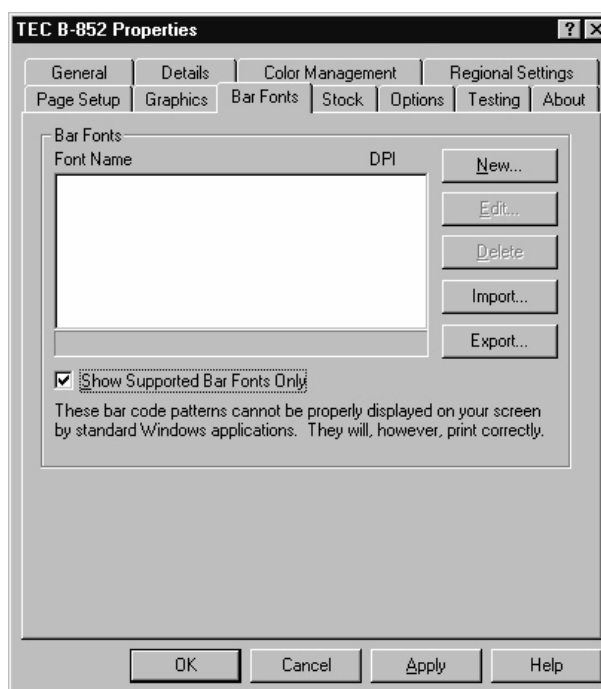 TEC B-852 Properties
General Details Color Management Regional Settings
Page Setup Graphics Bar Fonts Stock Options Testing About
Bar Fonts
Font Name DPI
New...
Edit...
Delete
Import...
Export...
Show Supported Bar Fonts Only
These bar code patterns cannot be properly displayed on your screen
by standard Windows applications. They will, however, print correctly.
OK Cancel Apply Help